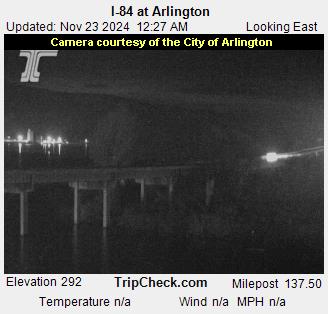 I-84 at Arlington
Updated: Nov 23 2024 12:27 AM Looking East
Camera courtesy of the City of Arlington
Elevation 292 TripCheck.com Milepost 137.50
Temperature n/a Wind n/a MPH n/a